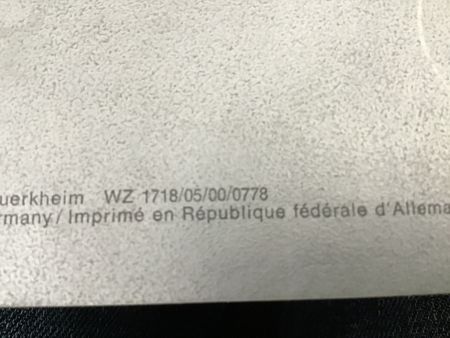 uerkheim WZ 1718/05/00/0778
rmany / Imprimé en République fédérale d'Allema